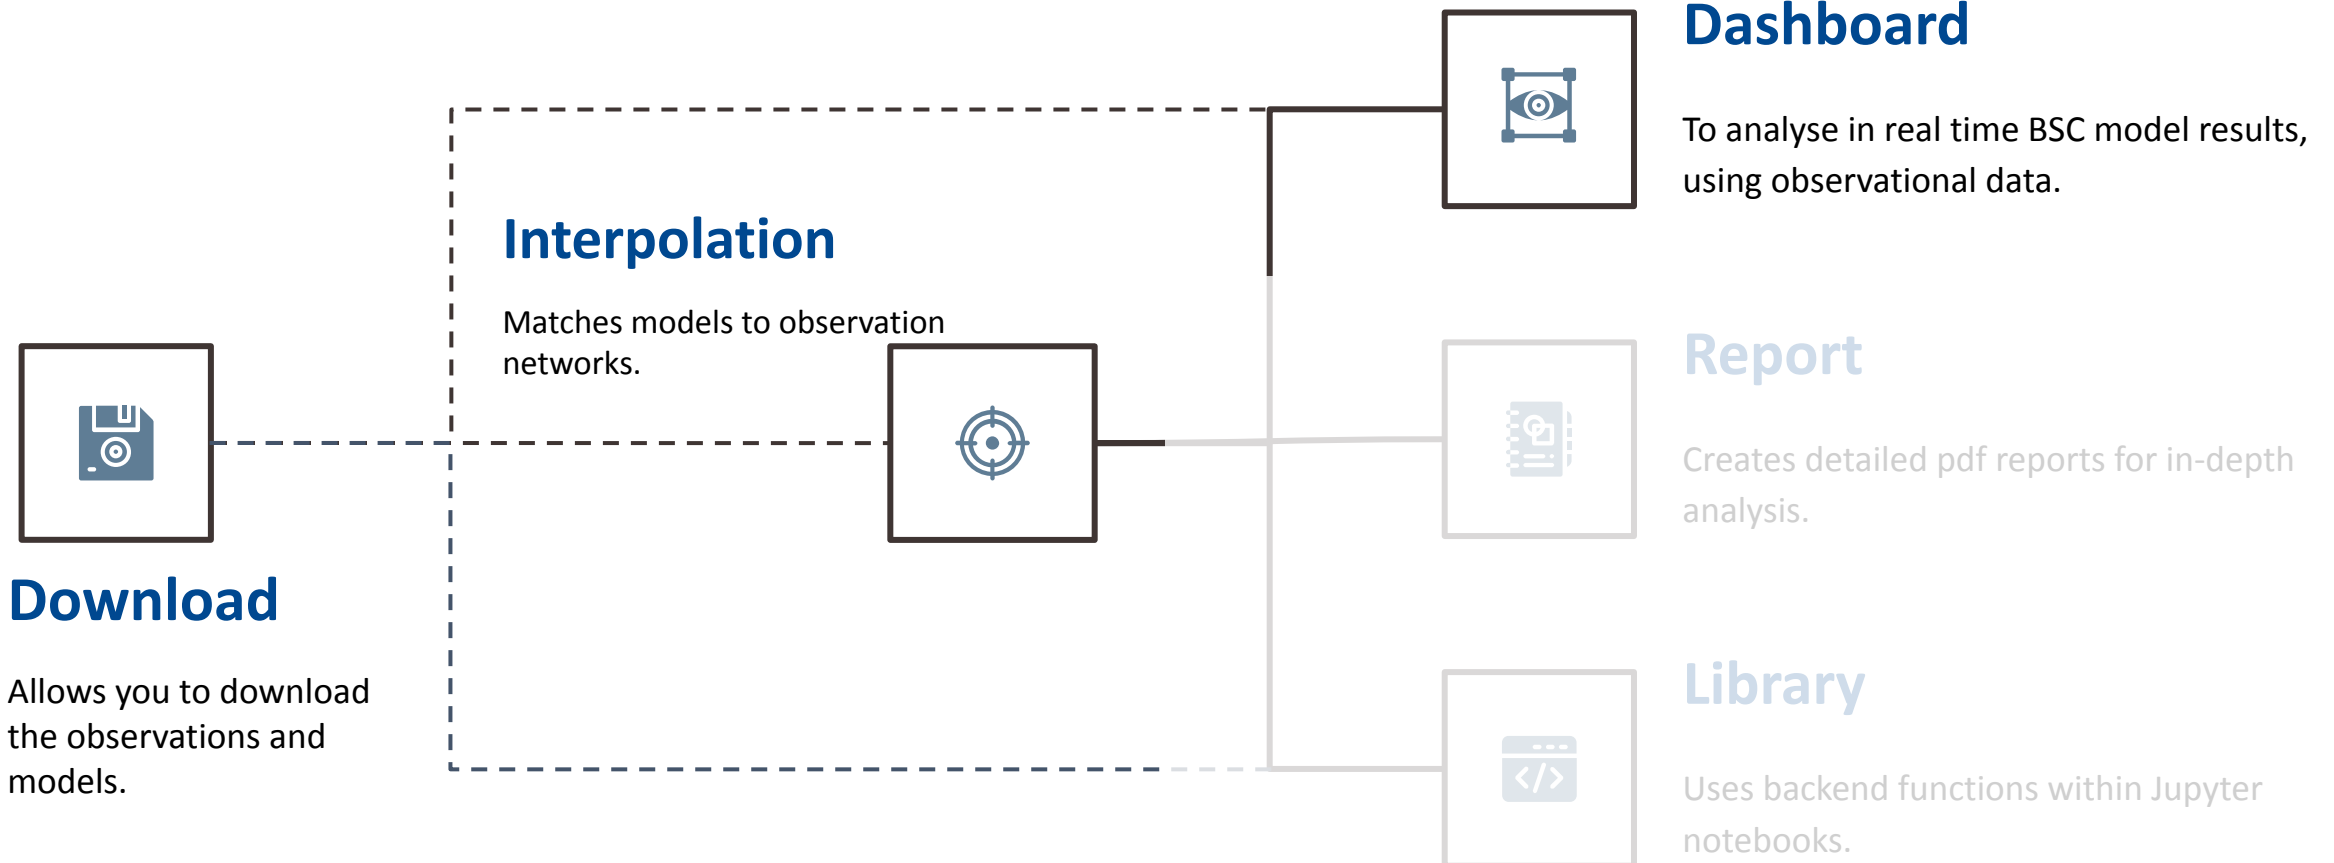 Dashboard
To analyse in real time BSC model results,
using observational data.
Interpolation
Matches models to observation
networks.
Report
Creates detailed pdf reports for in-depth
analysis.
Download
Allows you to download
the observations and
models.
Library
Uses backend functions within Jupyter
notebooks.